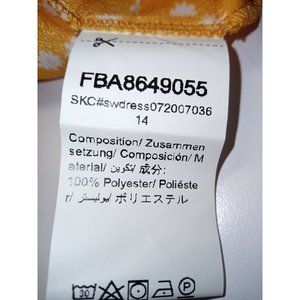 FBA8649055
SKC#swdress072007036
14
Composition/ Zusammen
setzung/ Composición/ M
aterial/ تكوين/ 成分:
100% Polyester/ Poliéste
r/ بوليستر/ ポリエステル
30
P